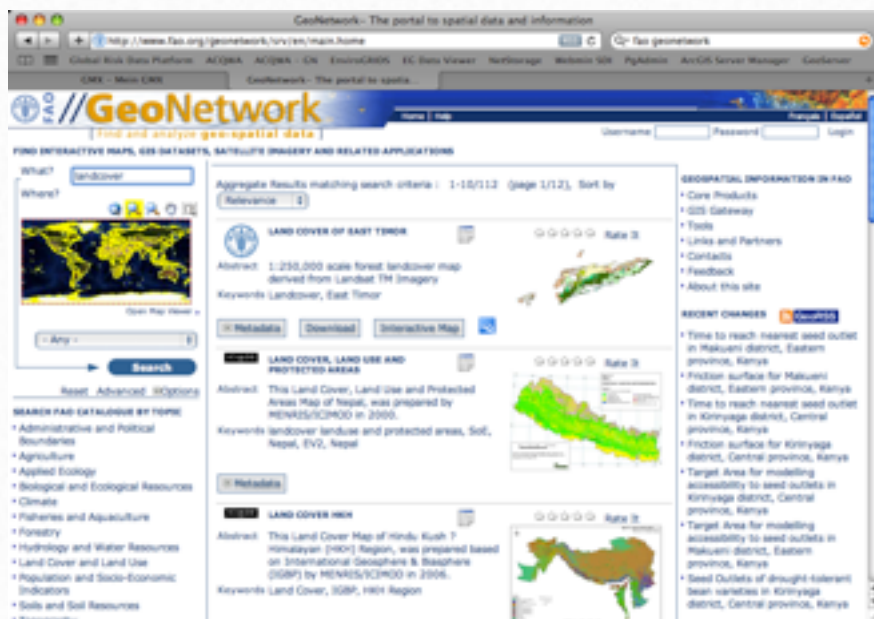 GeoNetwork - The portal to spatial data and information
http://www.fao.org/geonetwork/srv/en/main.home
fao geonetwork
Global Risk Data Platform ACQWA ACQWA - GN EnviroGRIDS EG Data Viewer NetStorage Webmin SDI PgAdmin ArcGIS Server Manager GeoServer
GMX - Mein GMX
GeoNetwork - The portal to spatia...
FAO //GeoNetwork
Find and analyze geo-spatial data
Home | Help
Français | Español
Username Password Login
FIND INTERACTIVE MAPS, GIS DATASETS, SATELLITE IMAGERY AND RELATED APPLICATIONS
What? landcover
Where?
Open Map Viewer
- Any -
Search
Reset Advanced Options
SEARCH FAO CATALOGUE BY TOPIC
Administrative and Political
Boundaries
Agriculture
Applied Ecology
Biological and Ecological Resources
Climate
Fisheries and Aquaculture
Forestry
Hydrology and Water Resources
Land Cover and Land Use
Population and Socio-Economic
Indicators
Soils and Soil Resources
Topography
Aggregate Results matching search criteria : 1-10/112 (page 1/12), Sort by
Relevance
LAND COVER OF EAST TIMOR
Rate It
Abstract 1:250,000 scale forest landcover map
derived from Landsat TM Imagery
Keywords Landcover, East Timor
Metadata Download Interactive Map
LAND COVER, LAND USE AND
PROTECTED AREAS
Rate It
Abstract This Land Cover, Land Use and Protected
Areas Map of Nepal, was prepared by
MENRIS/ICIMOD in 2000.
Keywords landcover landuse and protected areas, SoE,
Nepal, EV2, Nepal
Metadata
LAND COVER HKH
Rate It
Abstract This Land Cover Map of Hindu Kush ?
Himalayan (HKH) Region, was prepared based
on International Geosphere & Biosphere
(IGBP) by MENRIS/ICIMOD in 2006.
Keywords Land Cover, IGBP, HKH Region
GEOSPATIAL INFORMATION IN FAO
Core Products
GIS Gateway
Tools
Links and Partners
Contacts
Feedback
About this site
RECENT CHANGES GeoRSS
Time to reach nearest seed outlet
in Makueni district, Eastern
province, Kenya
Friction surface for Makueni
district, Eastern province, Kenya
Time to reach nearest seed outlet
in Kirinyaga district, Central
province, Kenya
Friction surface for Kirinyaga
district, Central province, Kenya
Target Area for modelling
accessibility to seed outlets in
Kirinyaga district, Central
province, Kenya
Target Area for modelling
accessibility to seed outlets in
Makueni district, Eastern
province, Kenya
Seed Outlets of drought-tolerant
bean varieties in Kirinyaga
district, Central province, Kenya